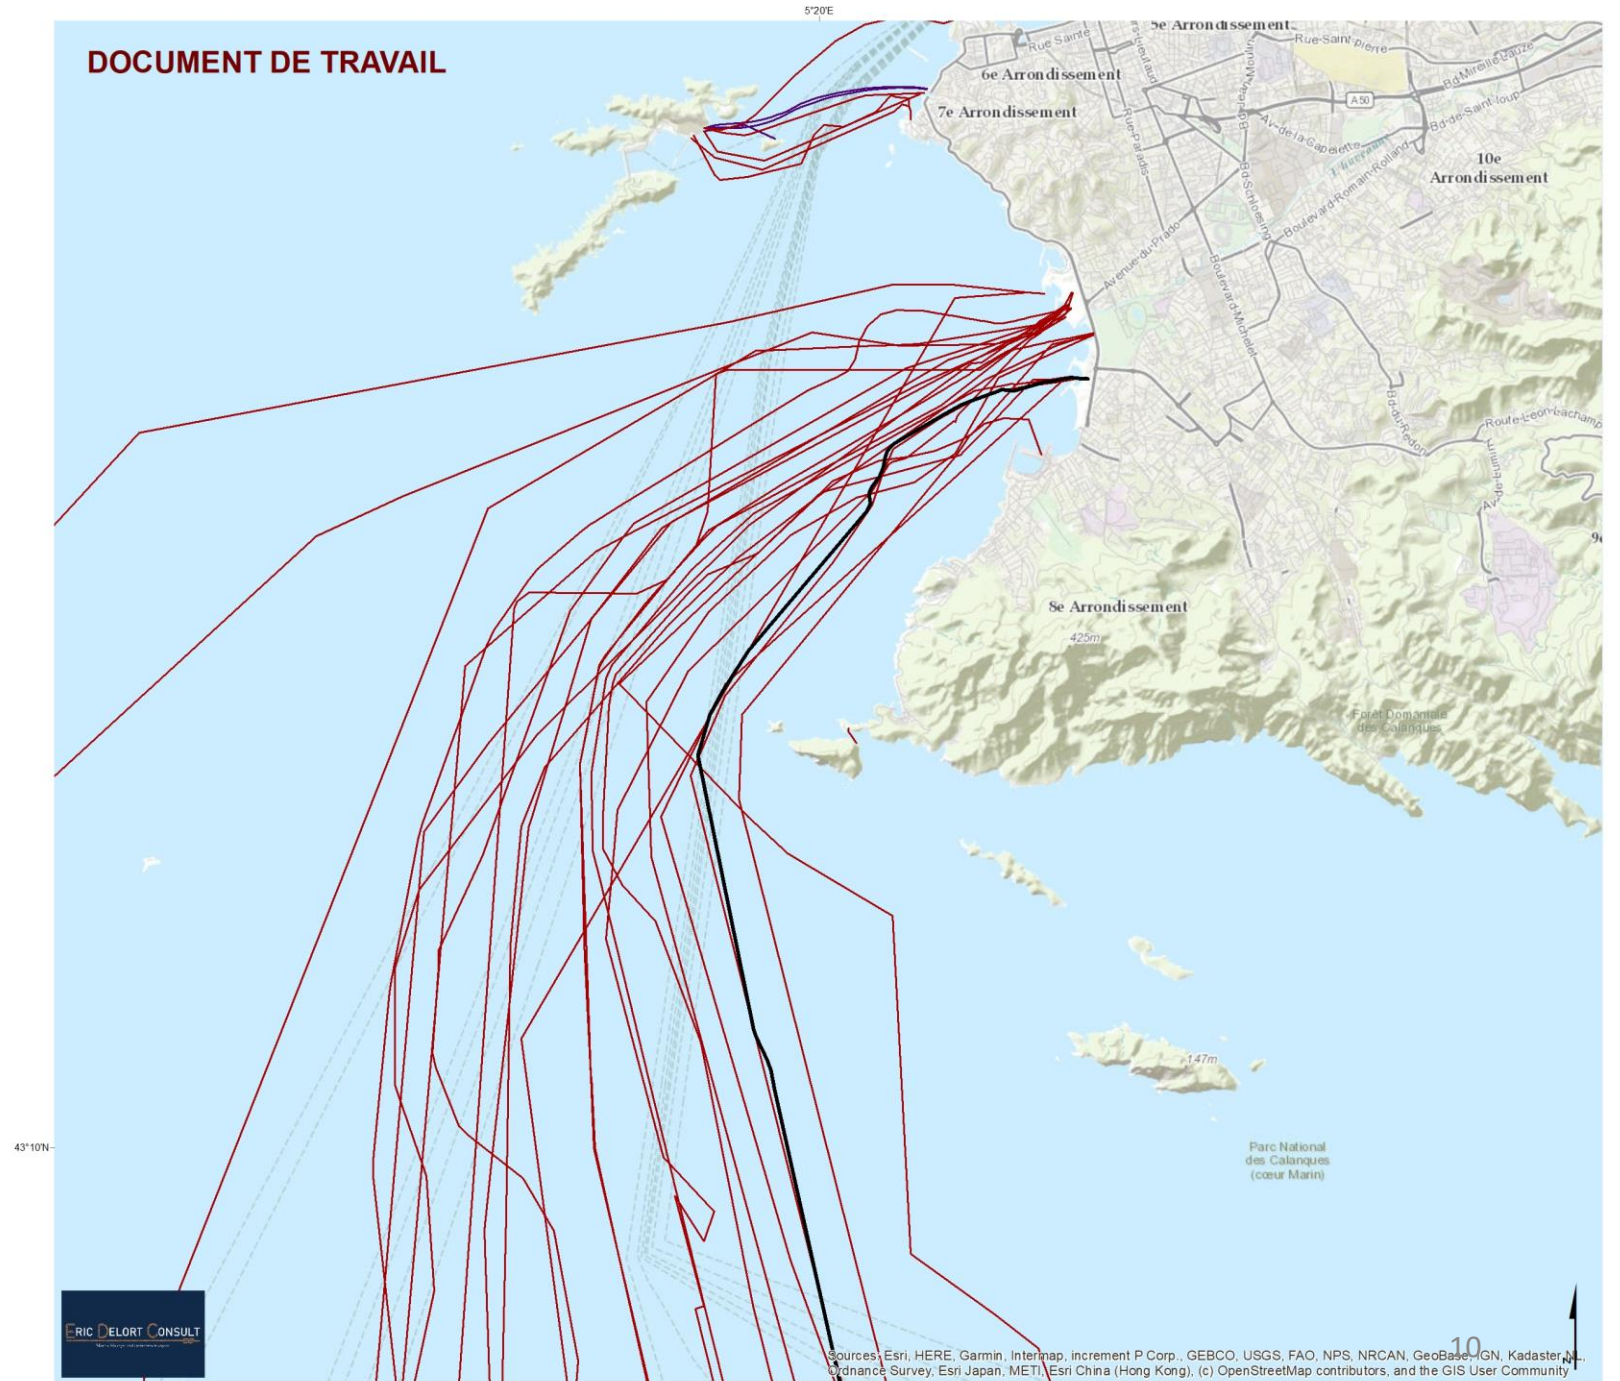 5°20'E
DOCUMENT DE TRAVAIL
5e Arrondissement
Rue Sainte
Rue-Saint-pierre
Bd-Mireille-Lauze
6e Arrondissement
A50
7e Arrondissement
Bd-de-Saint-loup
Av-de-la-Capelette
Rue-Paradis
Bd-Schloesing
Boulevard-Romain-Rolland
10e
Arrondissement
Avenue-du-Prado
Boulevard-Michelet
Bd-du-Redon
Route-Léon-Lachamp
9e
8e Arrondissement
425m
Forêt Domaniale
des Calanques
147m
43°10'N
Parc National
des Calanques
(cœur Marin)
ERIC DELORT CONSULT
10
Sources: Esri, HERE, Garmin, Intermap, increment P Corp., GEBCO, USGS, FAO, NPS, NRCAN, GeoBase, IGN, Kadaster NL,
Ordnance Survey, Esri Japan, METI, Esri China (Hong Kong), (c) OpenStreetMap contributors, and the GIS User Community